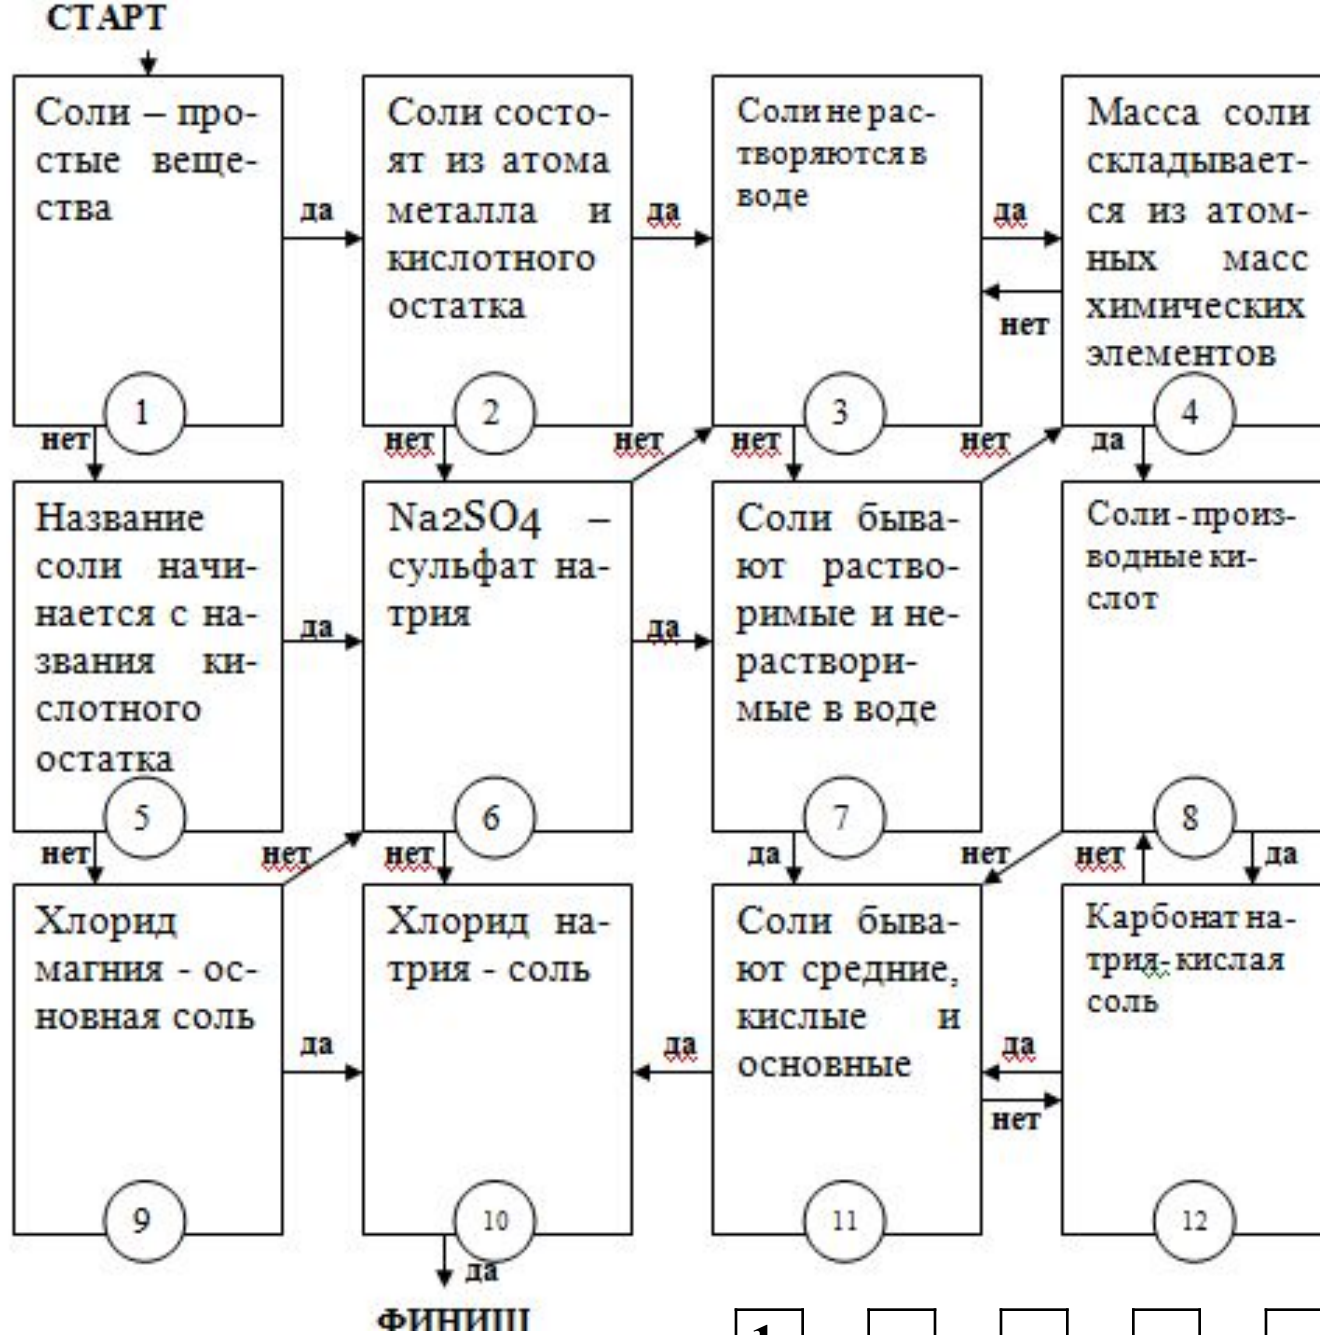 СТАРТ
Соли – про-
стые веще-
ства
1
да
Соли состо-
ят из атома
металла и
кислотного
остатка
2
да
Соли не рас-
творяются в
воде
3
да
нет
Масса соли
складывает-
ся из атом-
ных масс
химических
элементов
4
нет
нет
нет
нет
нет
да
Название
соли начи-
нается с на-
звания ки-
слотного
остатка
5
да
Na2SO4 –
сульфат на-
трия
6
да
Соли быва-
ют раство-
римые и не-
раствори-
мые в воде
7
Соли - произ-
водные ки-
слот
8
нет
нет
нет
да
нет
нет
да
Хлорид
магния - ос-
новная соль
9
да
Хлорид на-
трия - соль
10
да
Соли быва-
ют средние,
кислые и
основные
11
да
нет
Карбонат на-
трия- кислая
соль
12
да
ФИНИШ
1